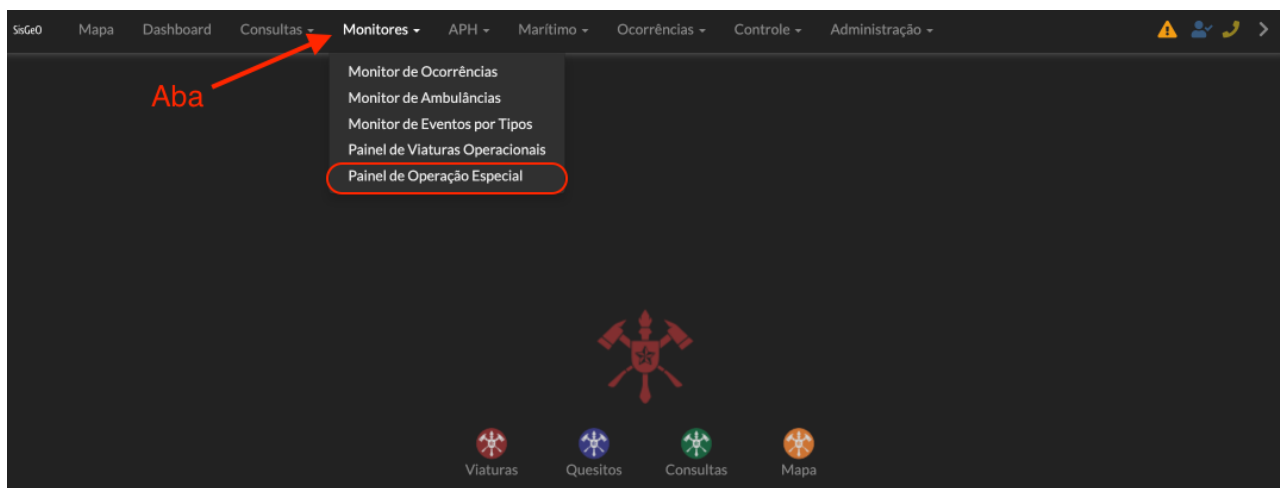 SisGeO Mapa Dashboard Consultas Monitores APH Marítimo Ocorrências Controle Administração
Aba
Monitor de Ocorrências
Monitor de Ambulâncias
Monitor de Eventos por Tipos
Painel de Viaturas Operacionais
Painel de Operação Especial
Viaturas Quesitos Consultas Mapa